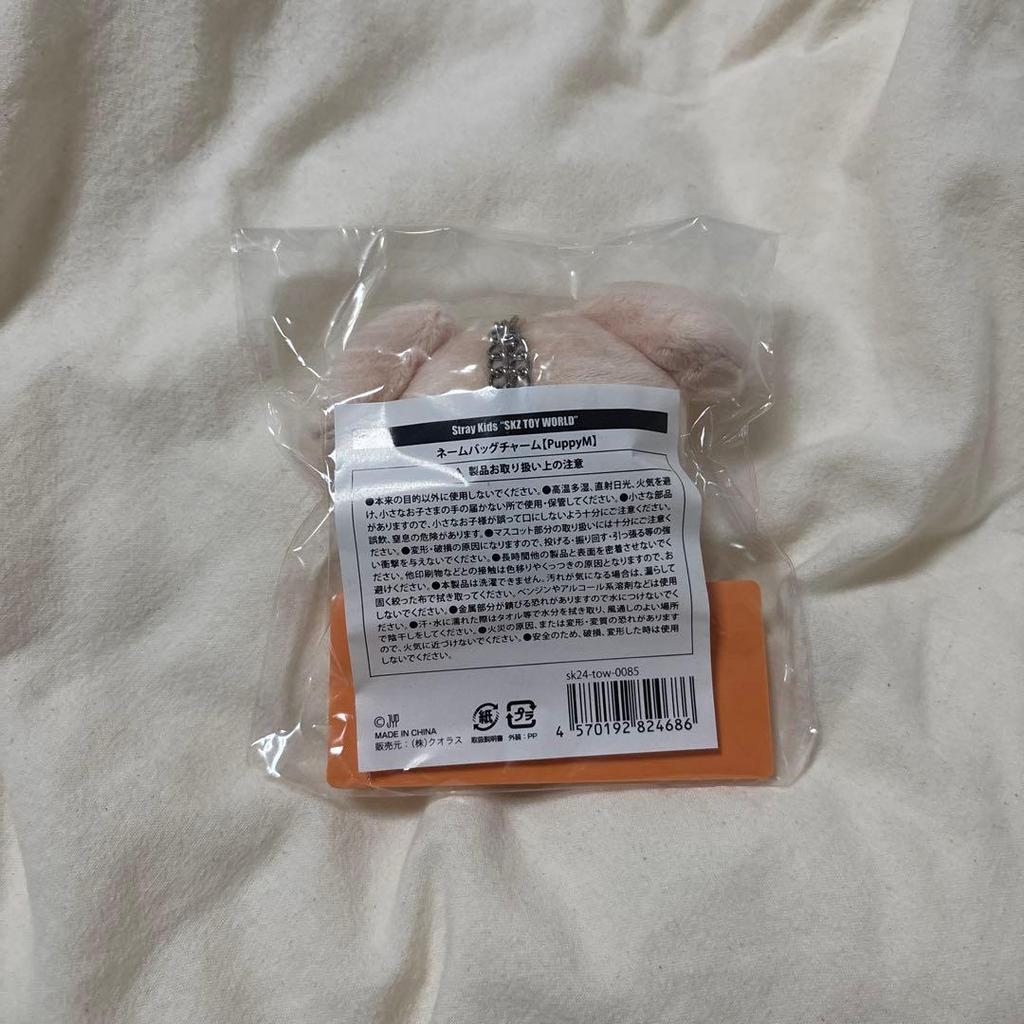 Stray Kids "SKZ TOY WORLD"
ネームバッグチャーム【PuppyM】
⚠ 製品お取り扱い上の注意
●本来の目的以外に使用しないでください。●高温多湿、直射日光、火気を避
け、小さなお子さまの手の届かない所で使用・保管してください。●小さな部品
がありますので、小さなお子様が誤って口にしないよう十分にご注意ください。
誤飲、窒息の危険があります。●マスコット部分の取り扱いには十分にご注意く
ださい。●変形・破損の原因になりますので、投げる・振り回す・引っ張る等の強
い衝撃を与えないでください。●長時間他の製品と表面を密着させないでく
ださい。他印刷物などとの接触は色移りやくっつきの原因となりますので、お
避けください。●本製品は洗濯できません。汚れが気になる場合は、濡らして
固く絞った布で拭き取ってください。ベンジンやアルコール系溶剤などは使用
しないでください。●金属部分が錆びる恐れがありますので水につけないでく
ださい。●汗・水に濡れた際はタオル等で水分を拭き取り、風通しのよい場所
で陰干しをしてください。●火災の原因、または変形・変質の恐れがあります
ので、火気に近づけないでください。●安全のため、破損、変形した時は使用
しないでください。
sk24-tow-0085
© JYP
MADE IN CHINA
販売元：(株)クオラス
紙
取扱説明書
プラ
外装：PP
4 570192 824686